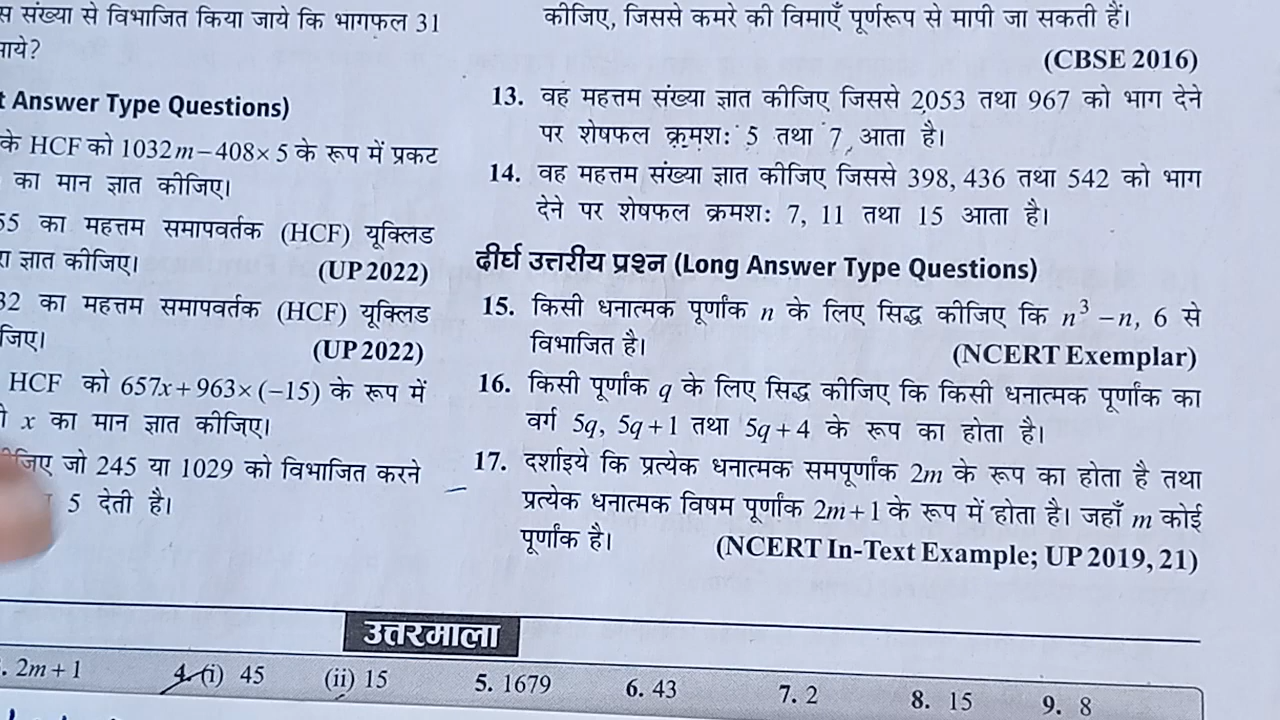 स संख्या से विभाजित किया जाये कि भागफल 31
ाये?
t Answer Type Questions)
के HCF को 1032m−408×5 के रूप में प्रकट
का मान ज्ञात कीजिए।
55 का महत्तम समापवर्तक (HCF) यूक्लिड
रा ज्ञात कीजिए। (UP 2022)
32 का महत्तम समापवर्तक (HCF) यूक्लिड
जिए। (UP 2022)
HCF को 657x+963×(−15) के रूप में
x का मान ज्ञात कीजिए।
जिए जो 245 या 1029 को विभाजित करने
5 देती है।
कीजिए, जिससे कमरे की विमाएँ पूर्णरूप से मापी जा सकती हैं।
(CBSE 2016)
13. वह महत्तम संख्या ज्ञात कीजिए जिससे 2053 तथा 967 को भाग देने
पर शेषफल क्रमश: 5 तथा 7 आता है।
14. वह महत्तम संख्या ज्ञात कीजिए जिससे 398, 436 तथा 542 को भाग
देने पर शेषफल क्रमश: 7, 11 तथा 15 आता है।
दीर्घ उत्तरीय प्रश्न (Long Answer Type Questions)
15. किसी धनात्मक पूर्णांक n के लिए सिद्ध कीजिए कि n³−n, 6 से
विभाजित है। (NCERT Exemplar)
16. किसी पूर्णांक q के लिए सिद्ध कीजिए कि किसी धनात्मक पूर्णांक का
वर्ग 5q, 5q+1 तथा 5q+4 के रूप का होता है।
17. दर्शाइये कि प्रत्येक धनात्मक समपूर्णांक 2m के रूप का होता है तथा
प्रत्येक धनात्मक विषम पूर्णांक 2m+1 के रूप में होता है। जहाँ m कोई
पूर्णांक है। (NCERT In-Text Example; UP 2019, 21)
उत्तरमाला
. 2m+1 4. (i) 45 (ii) 15 5. 1679 6. 43 7. 2 8. 15 9. 8